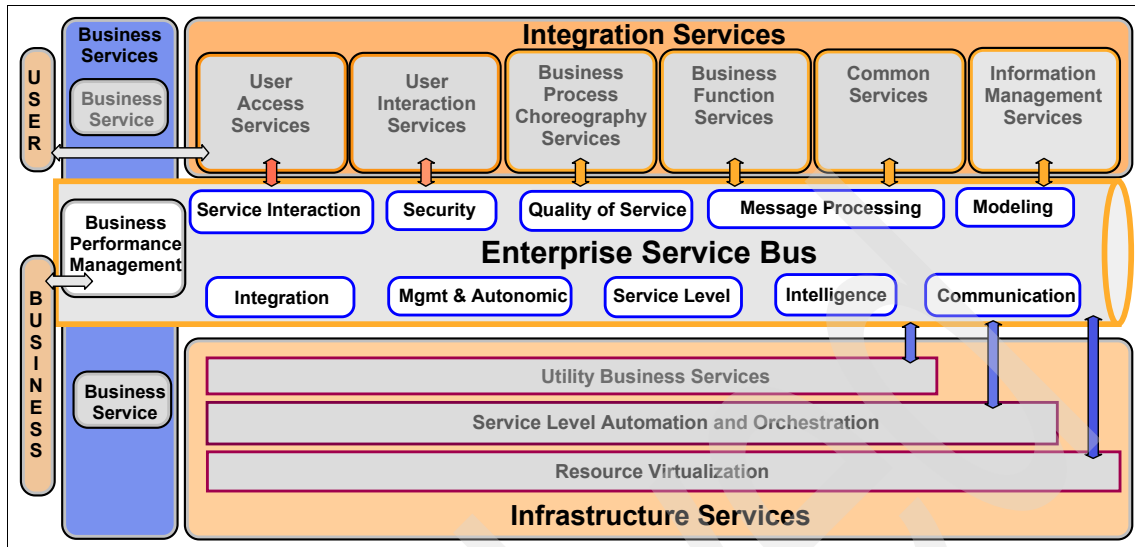 USER
Business
Services
Business
Service
Integration Services
User
Access
Services
User
Interaction
Services
Business
Process
Choreography
Services
Business
Function
Services
Common
Services
Information
Management
Services
Service Interaction
Security
Quality of Service
Message Processing
Modeling
Business
Performance
Management
Enterprise Service Bus
Integration
Mgmt & Autonomic
Service Level
Intelligence
Communication
BUSINESS
Business
Service
Utility Business Services
Service Level Automation and Orchestration
Resource Virtualization
Infrastructure Services